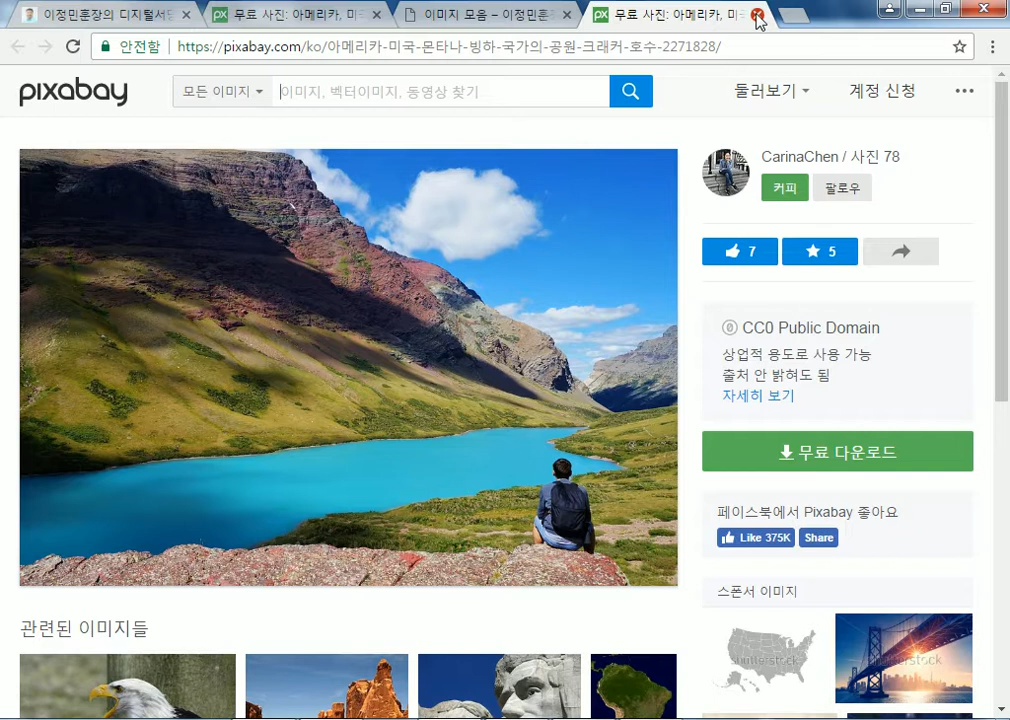 이정민훈장의 디지털서당
무료 사진: 아메리카, 미국
이미지 모음 – 이정민훈장
무료 사진: 아메리카, 미국
안전함 https://pixabay.com/ko/아메리카-미국-몬타나-빙하-국가의-공원-크래커-호수-2271828/
pixabay
모든 이미지
이미지, 벡터이미지, 동영상 찾기
둘러보기
계정 신청
CarinaChen / 사진 78
커피
팔로우
7
5
CC0 Public Domain
상업적 용도로 사용 가능
출처 안 밝혀도 됨
자세히 보기
무료 다운로드
페이스북에서 Pixabay 좋아요
Like 375K
Share
스폰서 이미지
shutterstock
관련된 이미지들